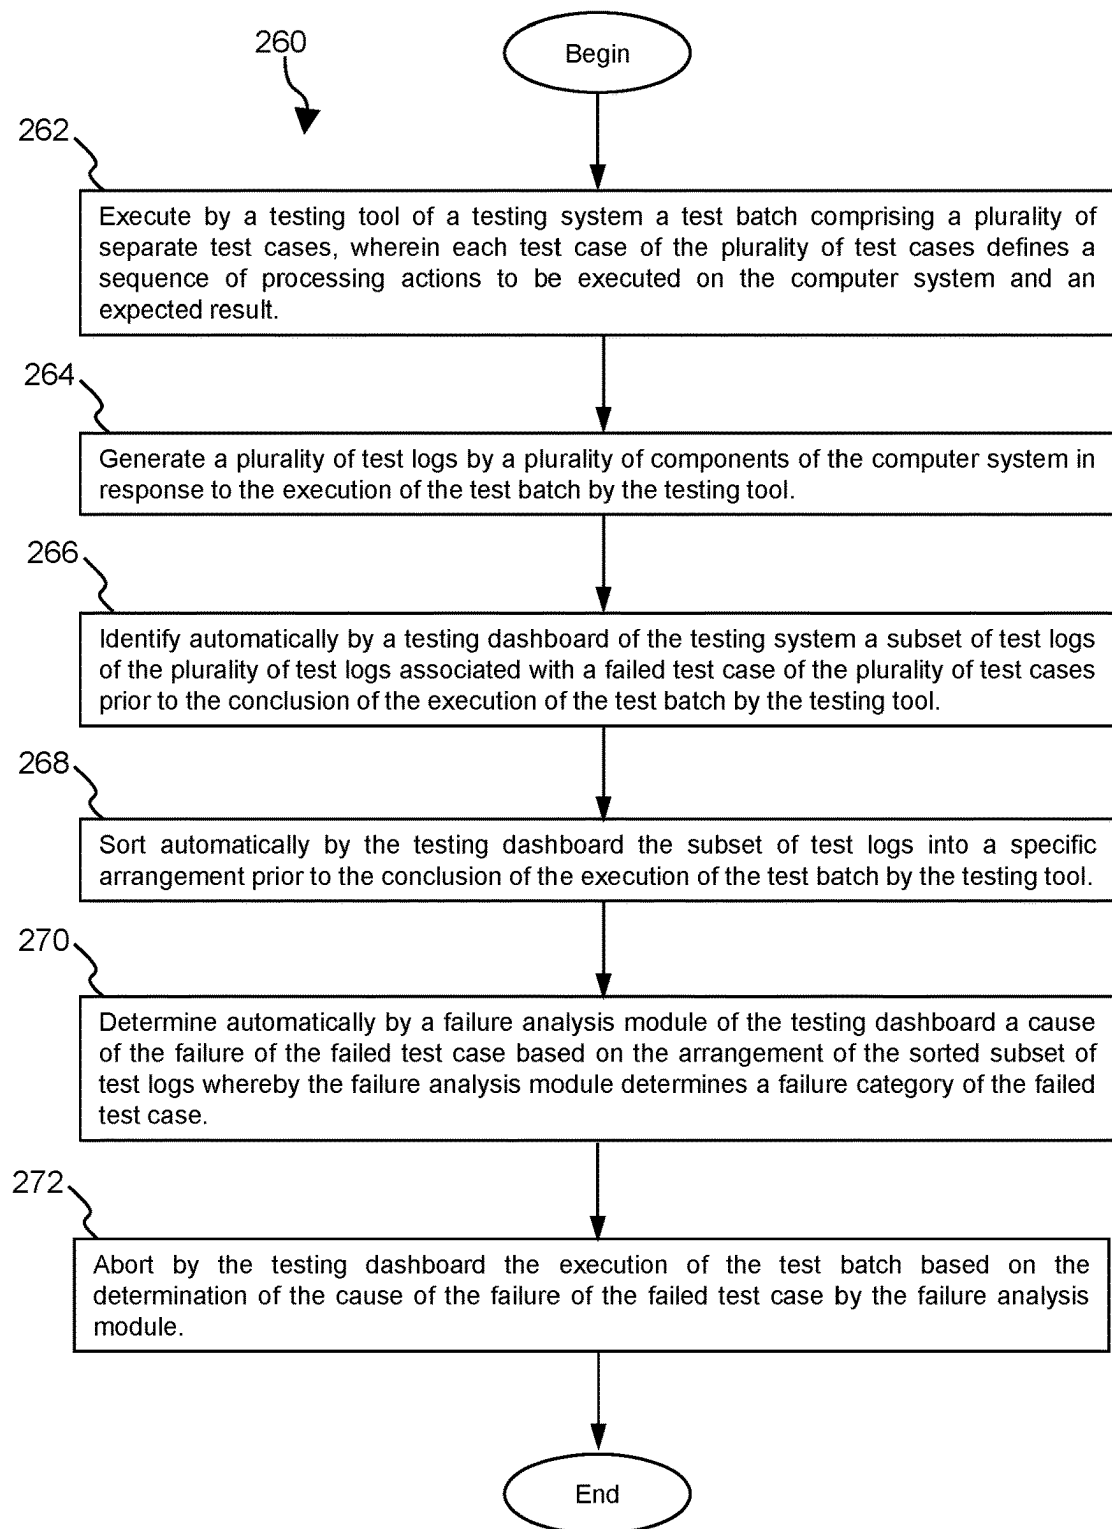 260
Begin
262
Execute by a testing tool of a testing system a test batch comprising a plurality of
separate test cases, wherein each test case of the plurality of test cases defines a
sequence of processing actions to be executed on the computer system and an
expected result.
264
Generate a plurality of test logs by a plurality of components of the computer system in
response to the execution of the test batch by the testing tool.
266
Identify automatically by a testing dashboard of the testing system a subset of test logs
of the plurality of test logs associated with a failed test case of the plurality of test cases
prior to the conclusion of the execution of the test batch by the testing tool.
268
Sort automatically by the testing dashboard the subset of test logs into a specific
arrangement prior to the conclusion of the execution of the test batch by the testing tool.
270
Determine automatically by a failure analysis module of the testing dashboard a cause
of the failure of the failed test case based on the arrangement of the sorted subset of
test logs whereby the failure analysis module determines a failure category of the failed
test case.
272
Abort by the testing dashboard the execution of the test batch based on the
determination of the cause of the failure of the failed test case by the failure analysis
module.
End